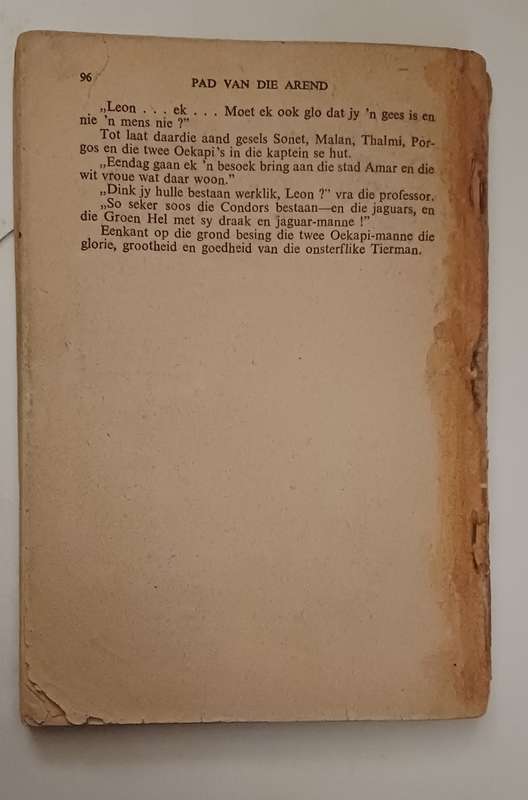 96
PAD VAN DIE AREND
„Leon . . . ek . . . Moet ek ook glo dat jy 'n gees is en
nie 'n mens nie ?”
Tot laat daardie aand gesels Sonet, Malan, Thalmi, Por-
gos en die twee Oekapi's in die kaptein se hut.
„Eendag gaan ek 'n besoek bring aan die stad Amar en die
wit vroue wat daar woon.”
„Dink jy hulle bestaan werklik, Leon ?” vra die professor.
„So seker soos die Condors bestaan—en die jaguars, en
die Groen Hel met sy draak en jaguar-manne !”
Eenkant op die grond besing die twee Oekapi-manne die
glorie, grootheid en goedheid van die onsterflike Tierman.